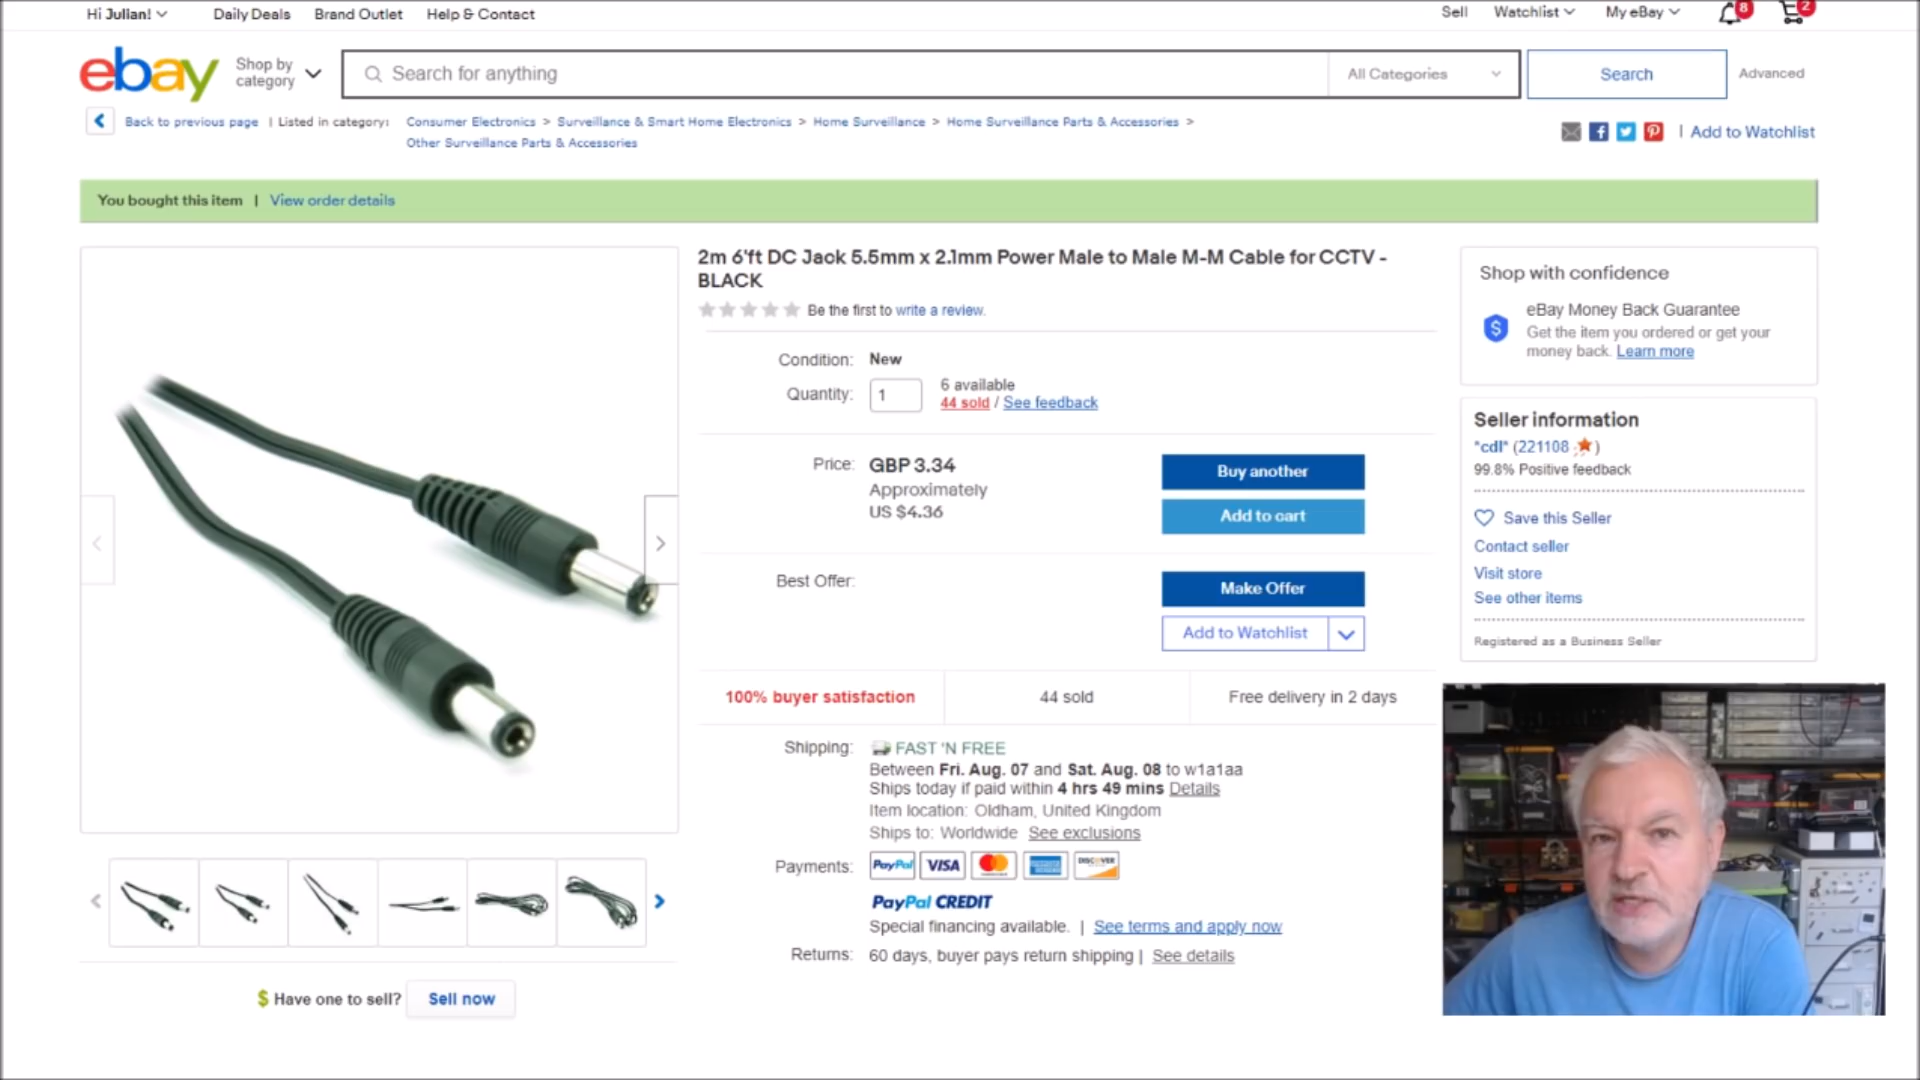 Hi Julian!
Daily Deals
Brand Outlet
Help & Contact
Sell
Watchlist
My eBay
8
2
ebay
Shop by
category
Search for anything
All Categories
Search
Advanced
Back to previous page | Listed in category:
Consumer Electronics > Surveillance & Smart Home Electronics > Home Surveillance > Home Surveillance Parts & Accessories >
Other Surveillance Parts & Accessories
| Add to Watchlist
You bought this item | View order details
2m 6'ft DC Jack 5.5mm x 2.1mm Power Male to Male M-M Cable for CCTV -
BLACK
Be the first to write a review.
Condition: New
Quantity: 1
6 available
44 sold / See feedback
Price: GBP 3.34
Approximately
US $4.36
Buy another
Add to cart
Best Offer:
Make Offer
Add to Watchlist
100% buyer satisfaction
44 sold
Free delivery in 2 days
Shipping: FAST 'N FREE
Between Fri. Aug. 07 and Sat. Aug. 08 to w1a1aa
Ships today if paid within 4 hrs 49 mins Details
Item location: Oldham, United Kingdom
Ships to: Worldwide See exclusions
Payments: PayPal VISA DISCOVER
PayPal CREDIT
Special financing available. | See terms and apply now
Returns: 60 days, buyer pays return shipping | See details
Shop with confidence
eBay Money Back Guarantee
Get the item you ordered or get your
money back. Learn more
Seller information
*cdl* (221108 )
99.8% Positive feedback
Save this Seller
Contact seller
Visit store
See other items
Registered as a Business Seller
$ Have one to sell? Sell now